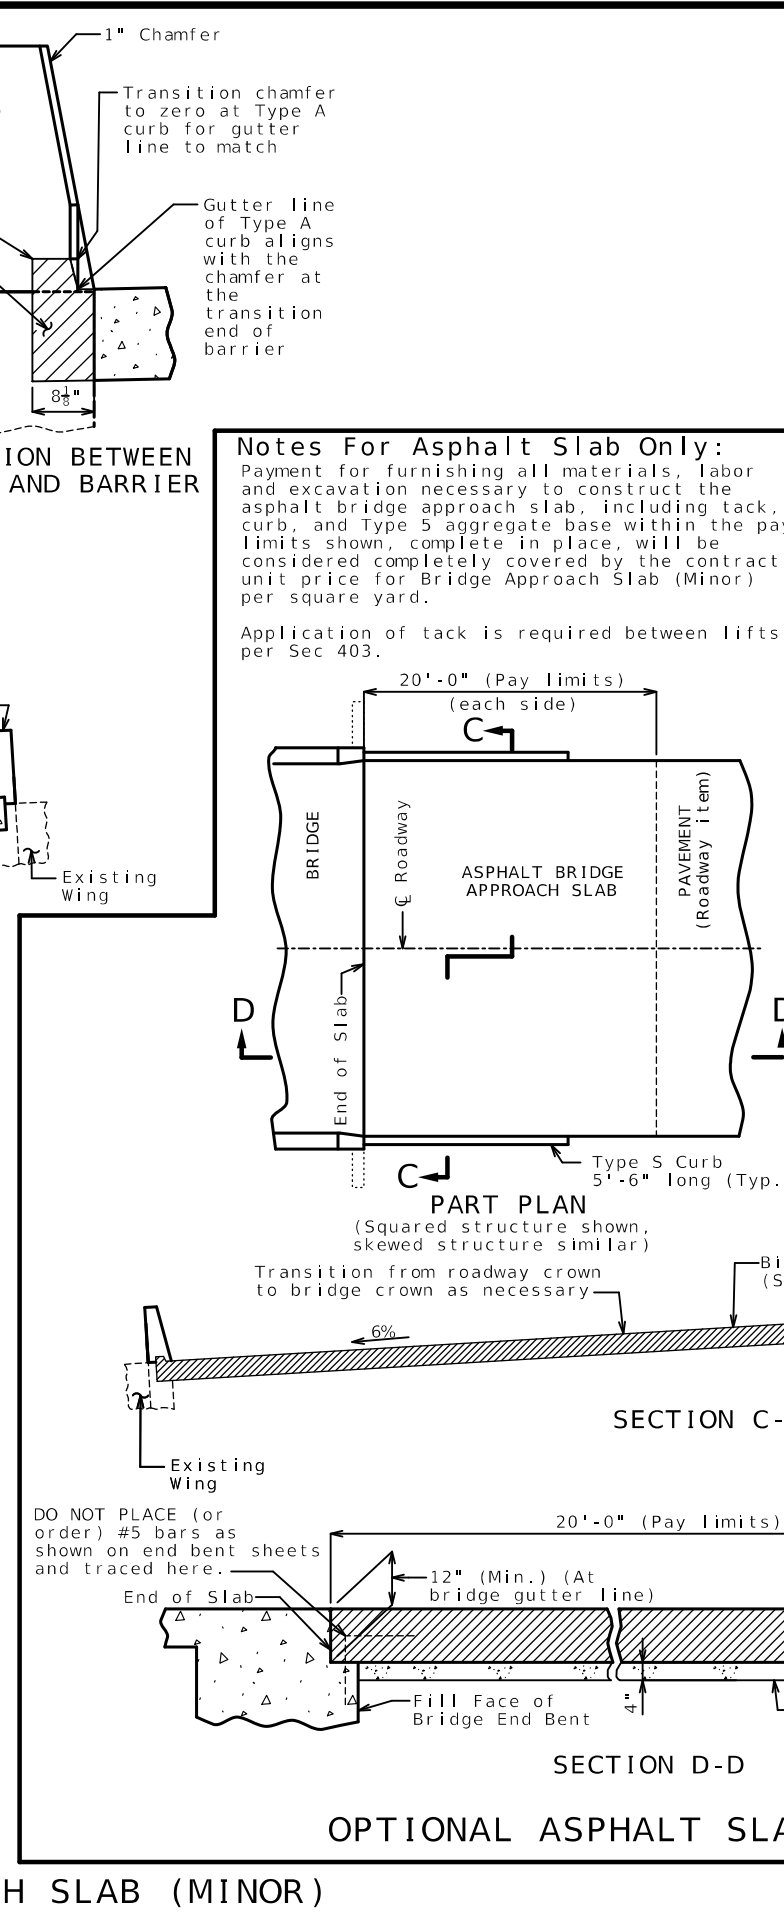 1" Chamfer
Transition chamfer
to zero at Type A
curb for gutter
line to match
Gutter line
of Type A
curb aligns
with the
chamfer at
the
transition
end of
barrier
8⅛"
ION BETWEEN
AND BARRIER
Notes For Asphalt Slab Only:
Payment for furnishing all materials, labor
and excavation necessary to construct the
asphalt bridge approach slab, including tack,
curb, and Type 5 aggregate base within the pay
limits shown, complete in place, will be
considered completely covered by the contract
unit price for Bridge Approach Slab (Minor)
per square yard.
Application of tack is required between lifts
per Sec 403.
20'-0" (Pay limits)
(each side)
C
BRIDGE
℄ Roadway
ASPHALT BRIDGE
APPROACH SLAB
PAVEMENT
(Roadway item)
Existing
Wing
End of Slab
D
D
C
Type S Curb
5'-6" long (Typ.
PART PLAN
(Squared structure shown,
skewed structure similar)
Transition from roadway crown
to bridge crown as necessary
Bi
(S
6%
SECTION C-
Existing
Wing
DO NOT PLACE (or
order) #5 bars as
shown on end bent sheets
and traced here.
20'-0" (Pay limits)
12" (Min.) (At
bridge gutter line)
End of Slab
Fill Face of
Bridge End Bent
4"
SECTION D-D
OPTIONAL ASPHALT SLA
H SLAB (MINOR)